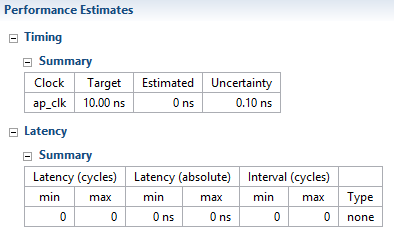 Performance Estimates
Timing
Summary
Clock Target Estimated Uncertainty
ap_clk 10.00 ns 0 ns 0.10 ns
Latency
Summary
Latency (cycles) Latency (absolute) Interval (cycles)
min max min max min max Type
0 0 0 ns 0 ns 0 0 none